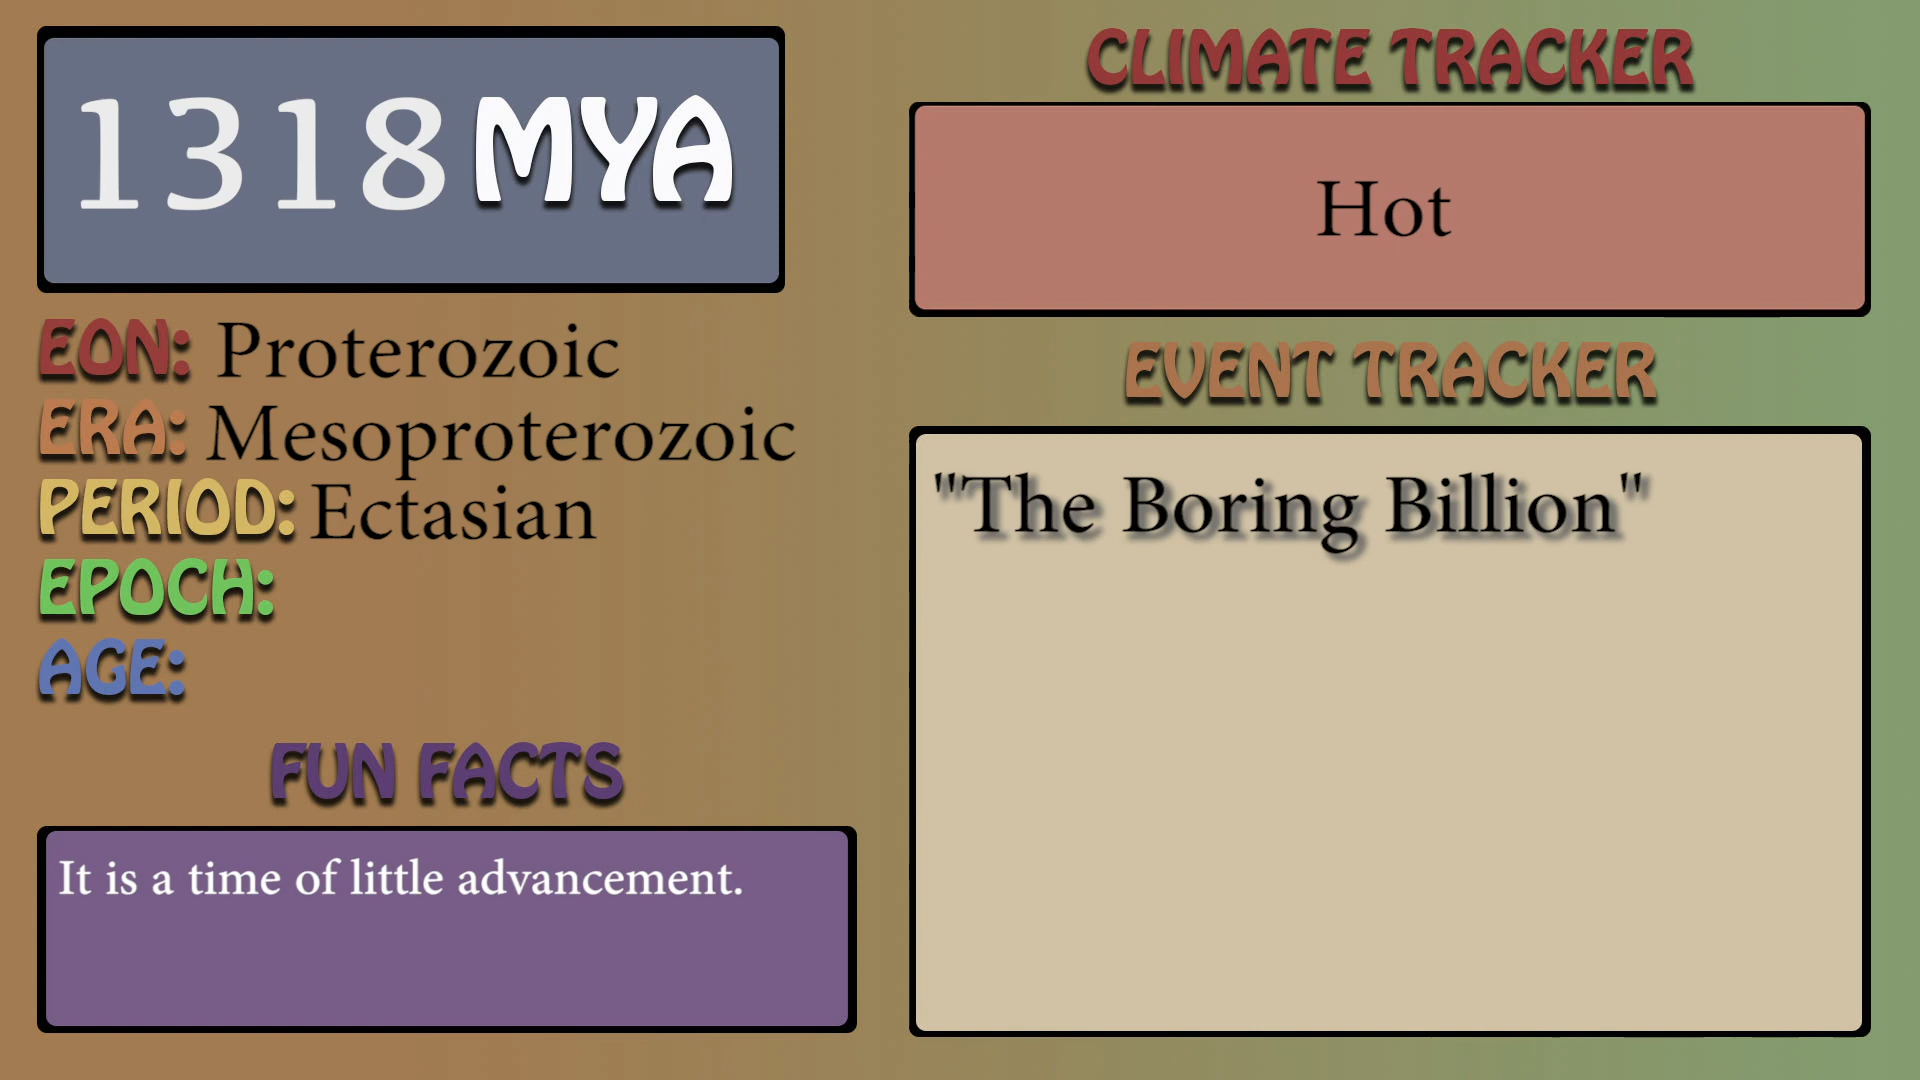 1318 MYA
EON: Proterozoic
ERA: Mesoproterozoic
PERIOD: Ectasian
EPOCH:
AGE:
FUN FACTS
It is a time of little advancement.
CLIMATE TRACKER
Hot
EVENT TRACKER
"The Boring Billion"